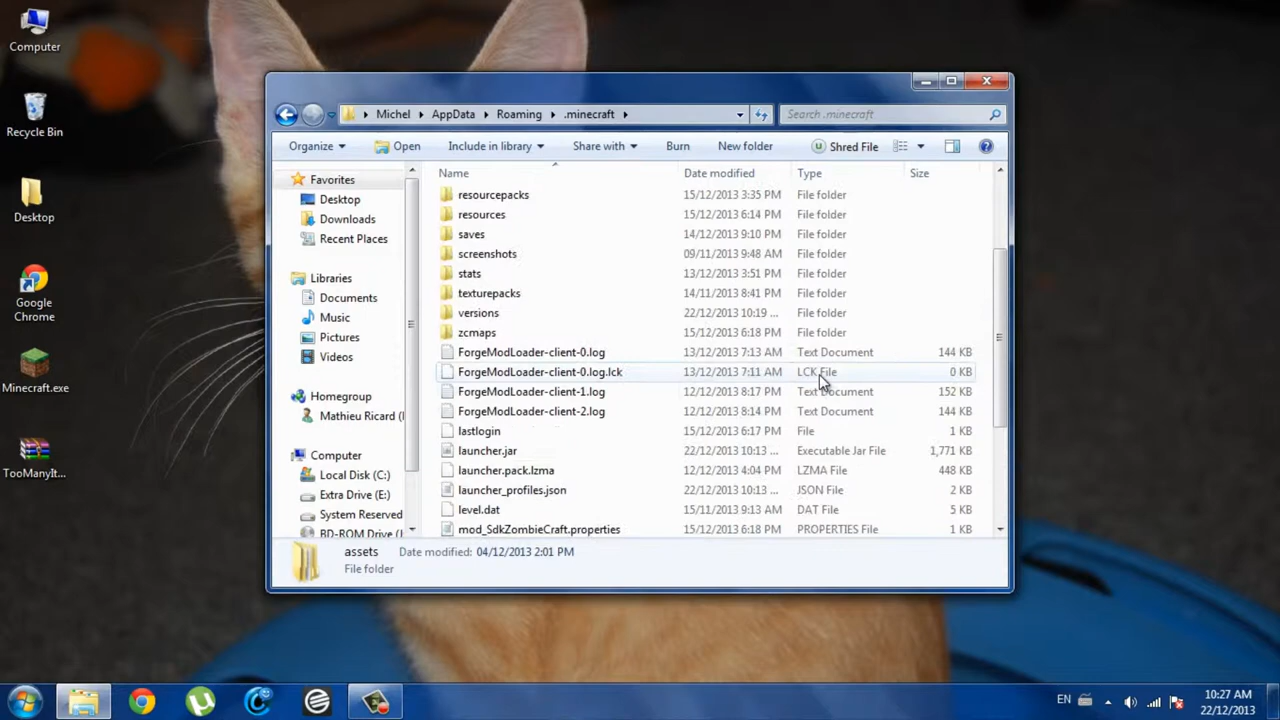 Computer
Recycle Bin
Desktop
Google
Chrome
Minecraft.exe
TooManyIt...
Michel AppData Roaming .minecraft
Search .minecraft
Organize Open Include in library Share with Burn New folder Shred File
Favorites
Desktop
Downloads
Recent Places
Libraries
Documents
Music
Pictures
Videos
Homegroup
Mathieu Ricard (
Computer
Local Disk (C:)
Extra Drive (E:)
System Reserved
BD-ROM Drive (
Name Date modified Type Size
resourcepacks 15/12/2013 3:35 PM File folder
resources 15/12/2013 6:14 PM File folder
saves 14/12/2013 9:10 PM File folder
screenshots 09/11/2013 9:48 AM File folder
stats 13/12/2013 3:51 PM File folder
texturepacks 14/11/2013 8:41 PM File folder
versions 22/12/2013 10:19 ... File folder
zcmaps 15/12/2013 6:18 PM File folder
ForgeModLoader-client-0.log 13/12/2013 7:13 AM Text Document 144 KB
ForgeModLoader-client-0.log.lck 13/12/2013 7:11 AM LCK File 0 KB
ForgeModLoader-client-1.log 12/12/2013 8:17 PM Text Document 152 KB
ForgeModLoader-client-2.log 12/12/2013 8:14 PM Text Document 144 KB
lastlogin 15/12/2013 6:17 PM File 1 KB
launcher.jar 22/12/2013 10:13 ... Executable Jar File 1,771 KB
launcher.pack.lzma 12/12/2013 4:04 PM LZMA File 448 KB
launcher_profiles.json 22/12/2013 10:13 ... JSON File 2 KB
level.dat 15/11/2013 9:13 AM DAT File 5 KB
mod_SdkZombieCraft.properties 15/12/2013 6:18 PM PROPERTIES File 1 KB
assets Date modified: 04/12/2013 2:01 PM
File folder
EN
10:27 AM
22/12/2013